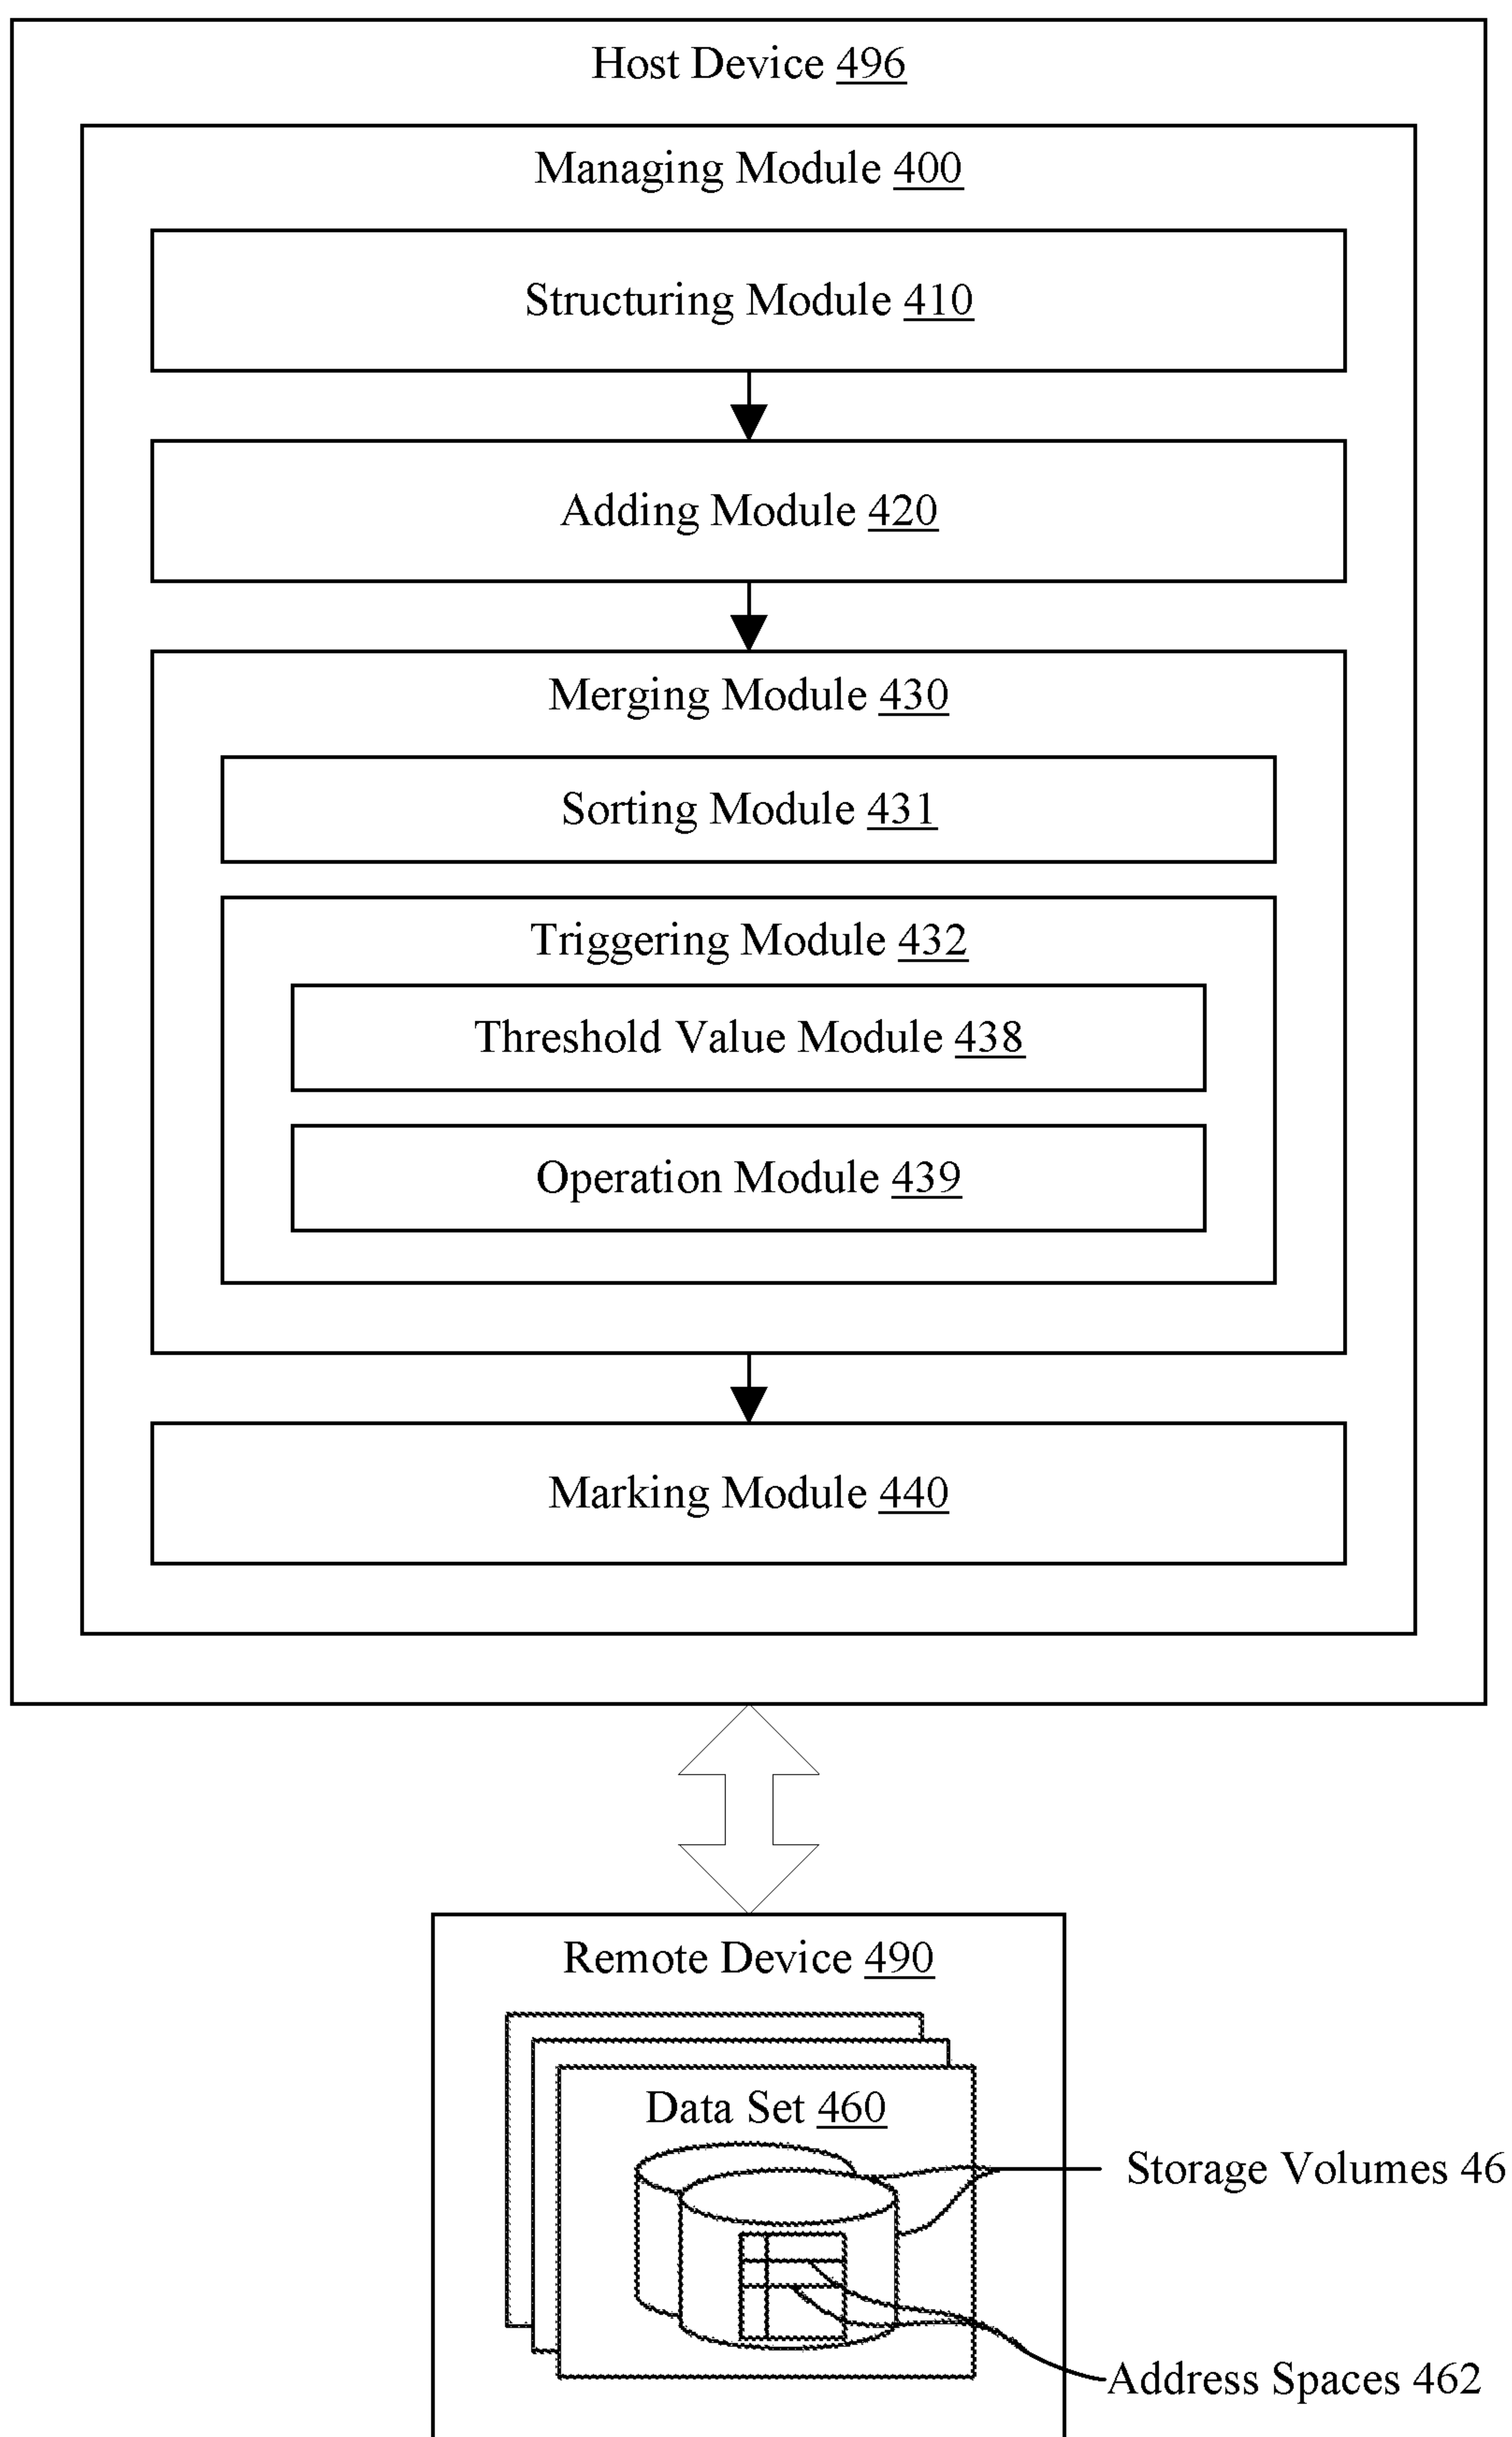 Host Device 496
Managing Module 400
Structuring Module 410
Adding Module 420
Merging Module 430
Sorting Module 431
Triggering Module 432
Threshold Value Module 438
Operation Module 439
Marking Module 440
Remote Device 490
Data Set 460
Storage Volumes 46
Address Spaces 462